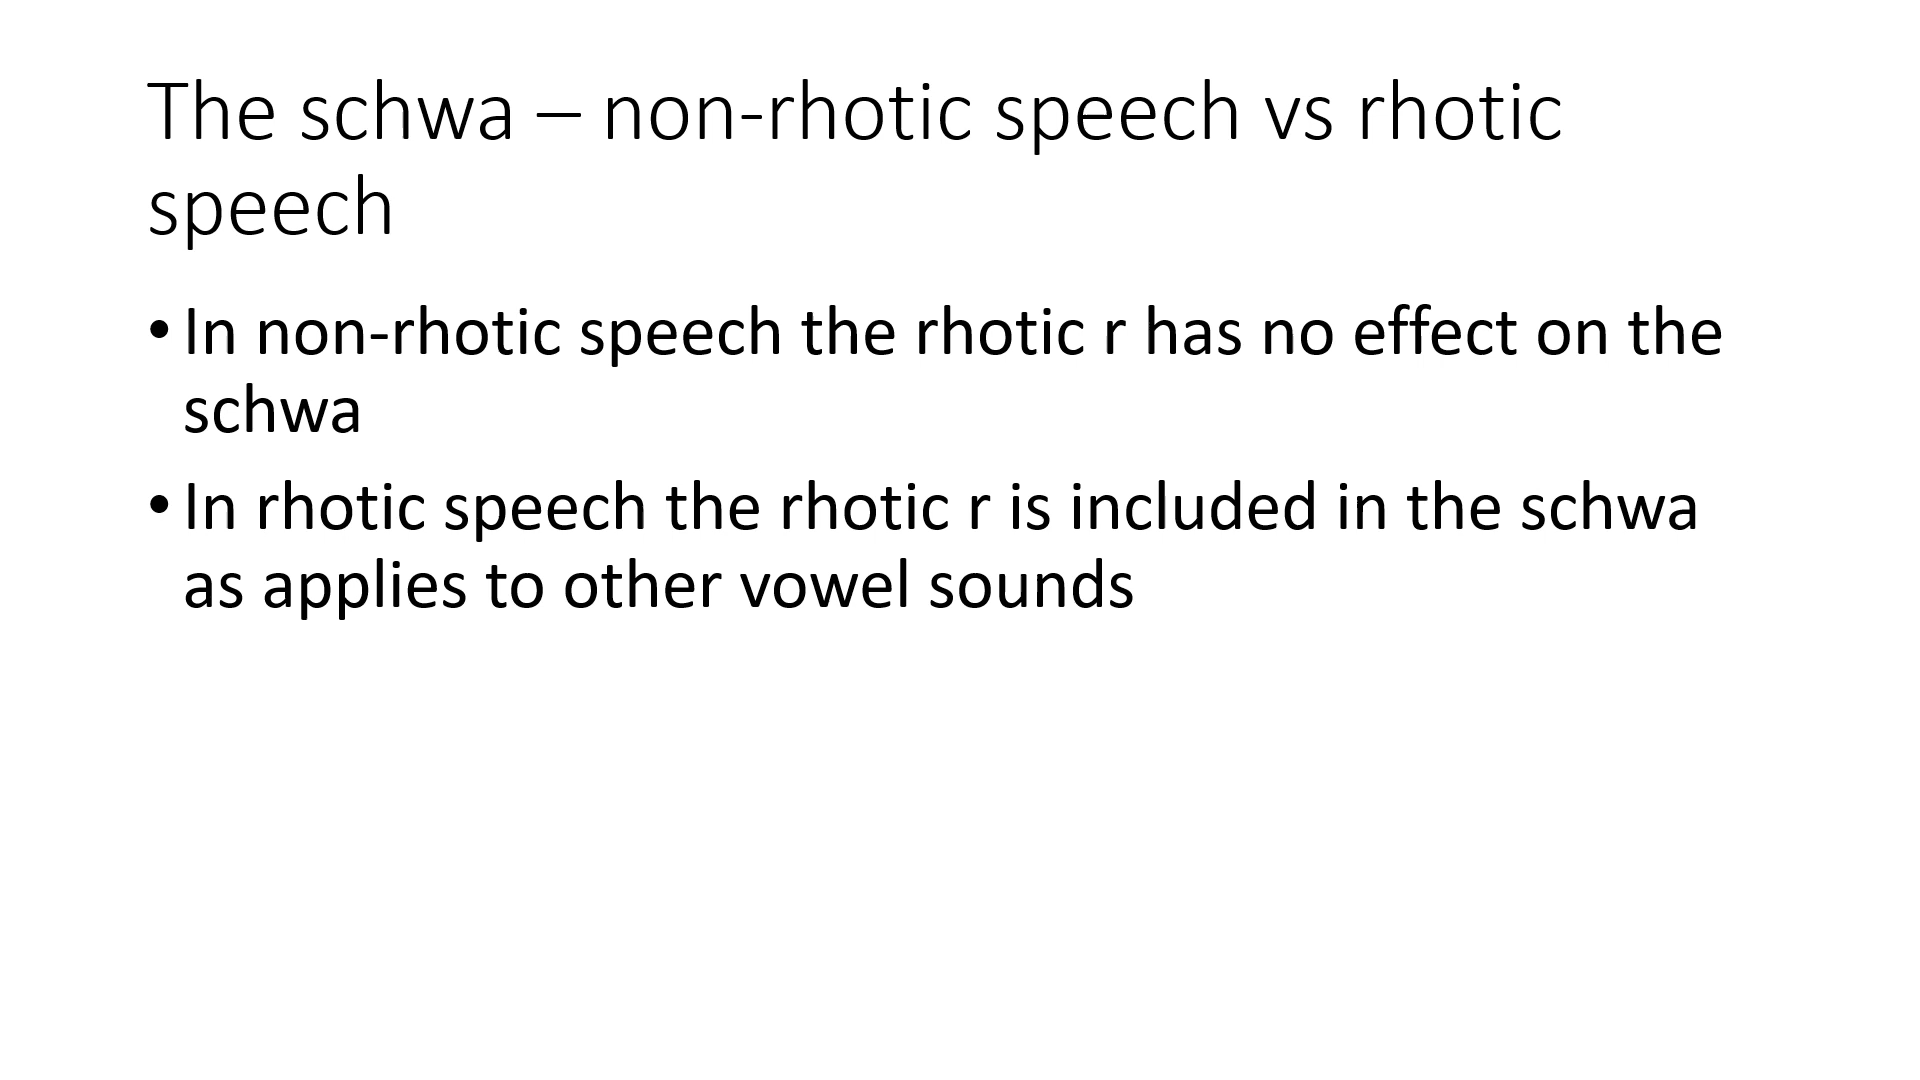 The schwa – non-rhotic speech vs rhotic
speech
• In non-rhotic speech the rhotic r has no effect on the
schwa
• In rhotic speech the rhotic r is included in the schwa
as applies to other vowel sounds